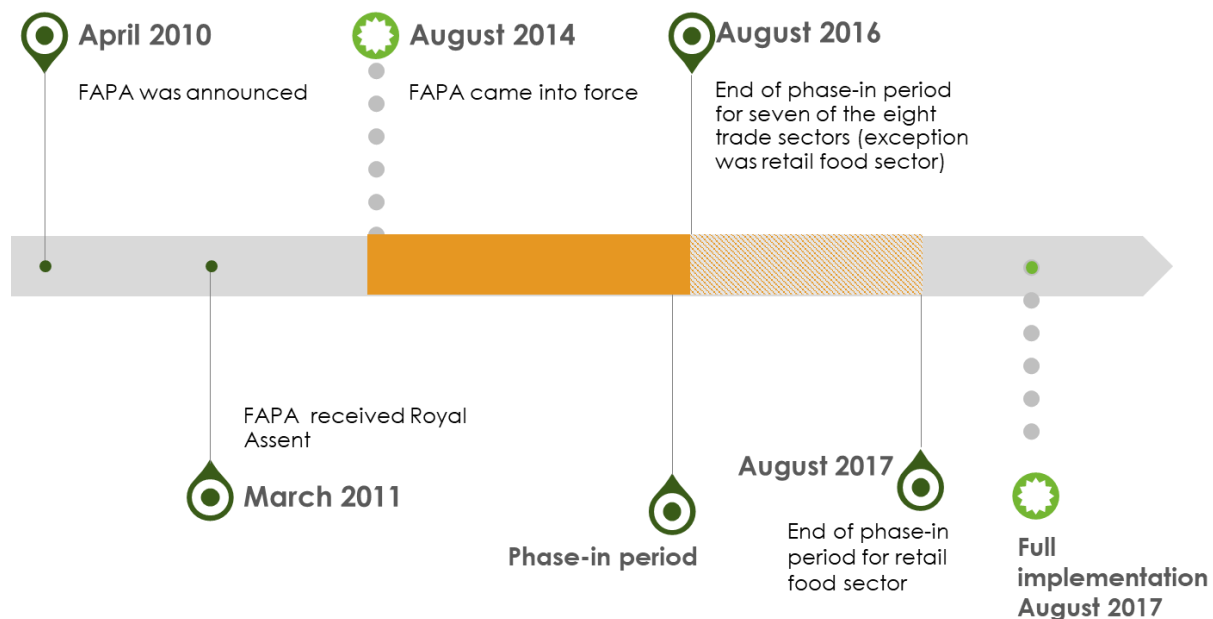 April 2010
FAPA was announced
August 2014
FAPA came into force
August 2016
End of phase-in period
for seven of the eight
trade sectors (exception
was retail food sector)
FAPA  received Royal
Assent
March 2011
Phase-in period
August 2017
End of phase-in
period for retail
food sector
Full
implementation
August 2017